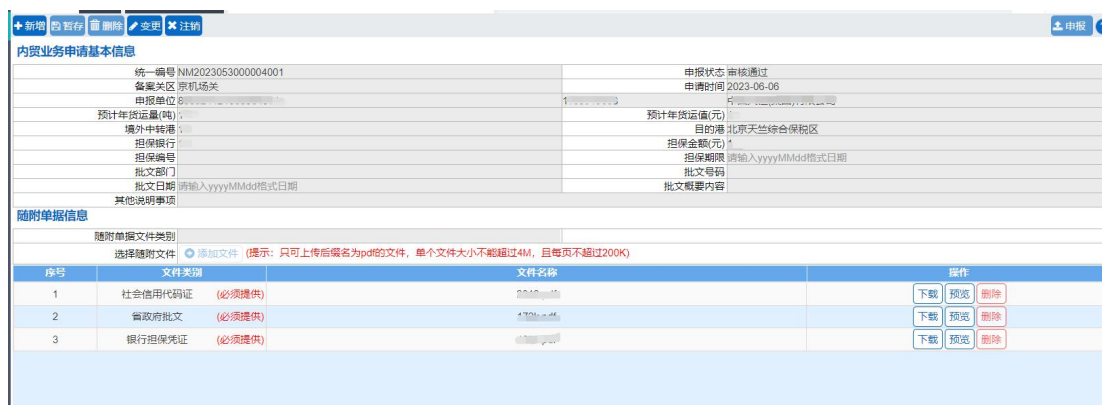 新增 暂存 删除 变更 注销 申报
内贸业务申请基本信息
统一编号 NM2023053000004001 申报状态 审核通过
备案关区 京机场关 申请时间 2023-06-06
申报单位
预计年货运量(吨) 预计年货运值(元)
境外中转港 目的港 北京天竺综合保税区
担保银行 担保金额(元)
担保编号 担保期限 请输入yyyyMMdd格式日期
批文部门 批文号码
批文日期 请输入yyyyMMdd格式日期 批文概要内容
其他说明事项
随附单据信息
随附单据文件类别
选择随附文件 添加文件 (提示：只可上传后缀名为pdf的文件，单个文件大小不能超过4M，且每页不超过200K)
序号 文件类别 文件名称 操作
1 社会信用代码证 (必须提供) 下载 预览 删除
2 省政府批文 (必须提供) 下载 预览 删除
3 银行担保凭证 (必须提供) 下载 预览 删除